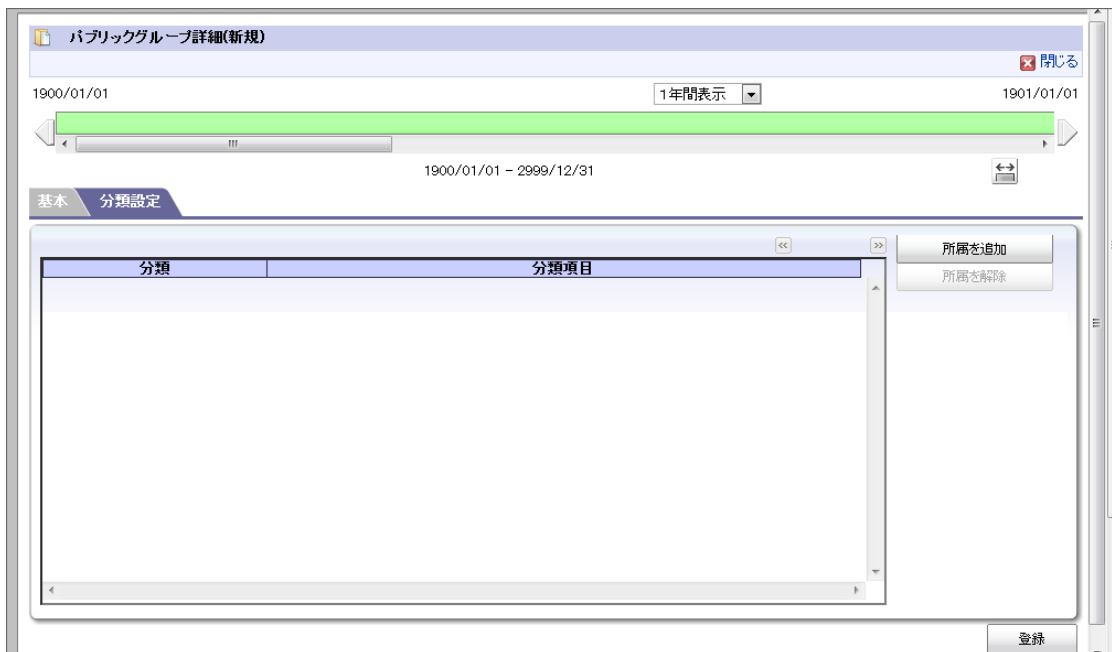 パブリックグループ詳細(新規)
閉じる
1900/01/01 1年間表示 1901/01/01
1900/01/01 - 2999/12/31
基本 分類設定
所属を追加
分類 分類項目
所属を解除
登録